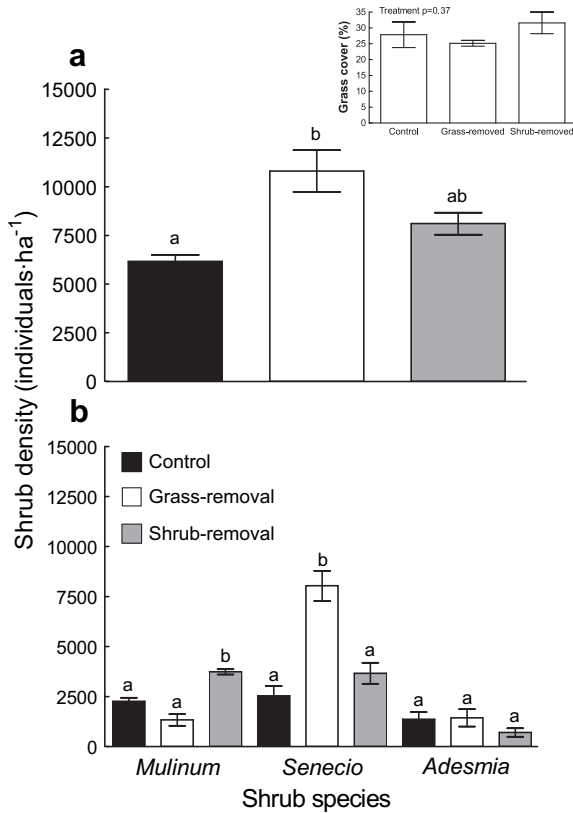 Treatment p=0.37
Grass cover (%)
35
30
25
20
15
10
5
0
Control
Grass-removed
Shrub-removed
a
Shrub density (individuals·ha⁻¹)
15000
12500
10000
7500
5000
2500
0
a
b
ab
b
15000
12500
10000
7500
5000
2500
0
Control
Grass-removal
Shrub-removal
a
a
b
a
b
a
a
a
a
Mulinum
Senecio
Adesmia
Shrub species